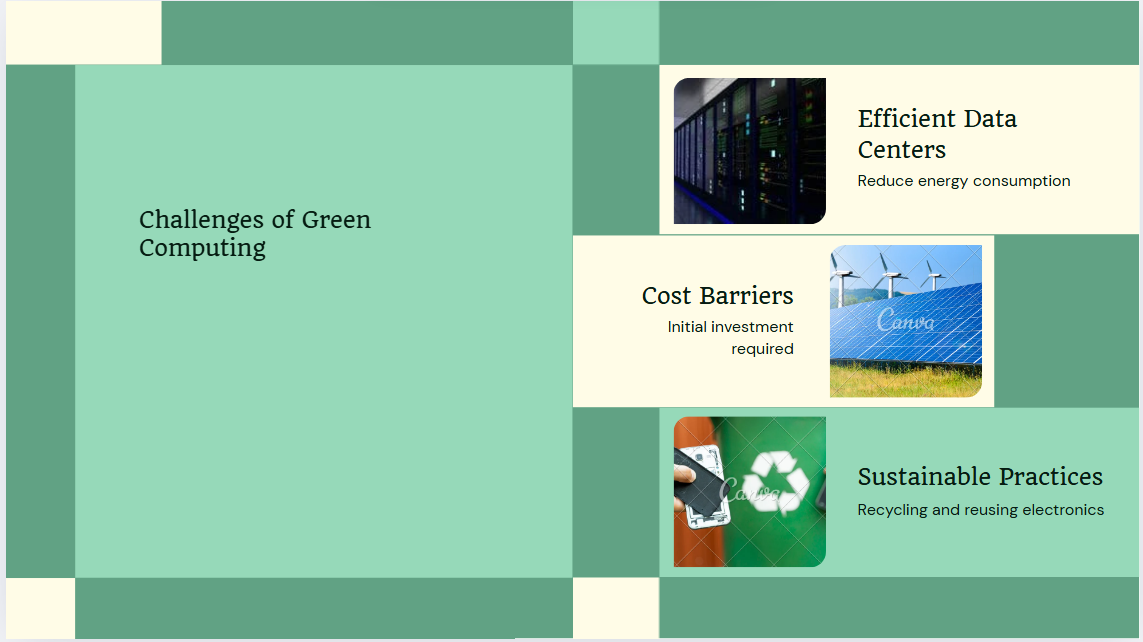 Challenges of Green
Computing
Efficient Data
Centers
Reduce energy consumption
Cost Barriers
Initial investment
required
Canva
Sustainable Practices
Recycling and reusing electronics
Canva